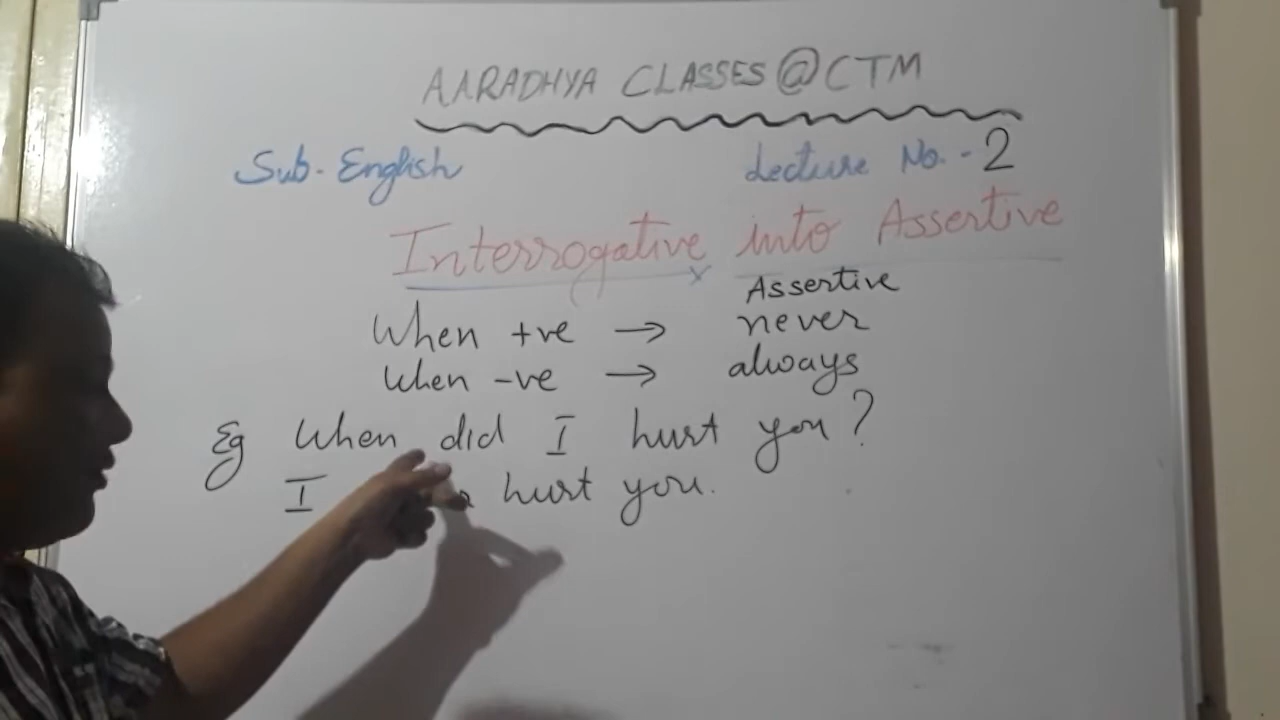 AARADHYA CLASSES@CTM
Sub. English Lecture No. - 2
Interrogative into Assertive
Assertive
When +ve → never
When -ve → always
Eg When did I hurt you?
I hurt you.